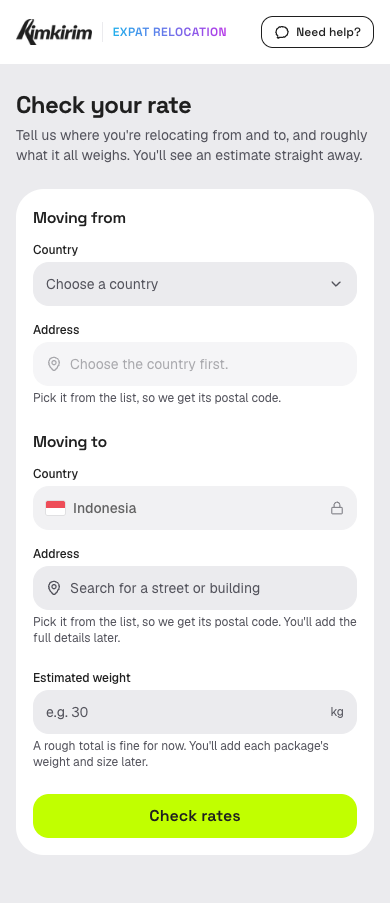 Kimkirim
EXPAT RELOCATION
Need help?
Check your rate
Tell us where you're relocating from and to, and roughly
what it all weighs. You'll see an estimate straight away.
Moving from
Country
Choose a country
Address
Choose the country first.
Pick it from the list, so we get its postal code.
Moving to
Country
Indonesia
Address
Search for a street or building
Pick it from the list, so we get its postal code. You'll add the
full details later.
Estimated weight
e.g. 30
kg
A rough total is fine for now. You'll add each package's
weight and size later.
Check rates